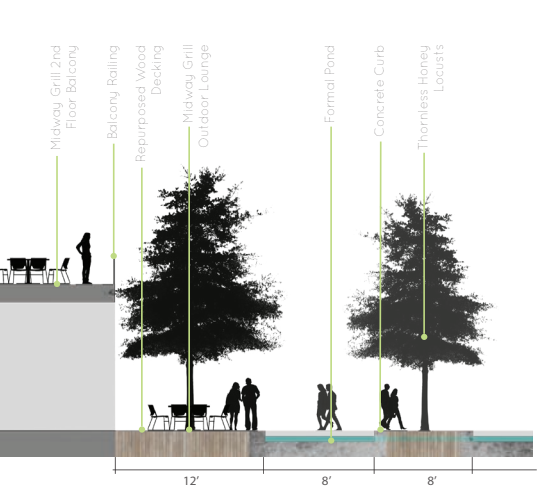 Midway Grill 2nd
Floor Balcony
Balcony Railing
Repurposed Wood
Decking
Midway Grill
Outdoor Lounge
Formal Pond
Concrete Curb
Thornless Honey
Locusts
12’
8’
8’